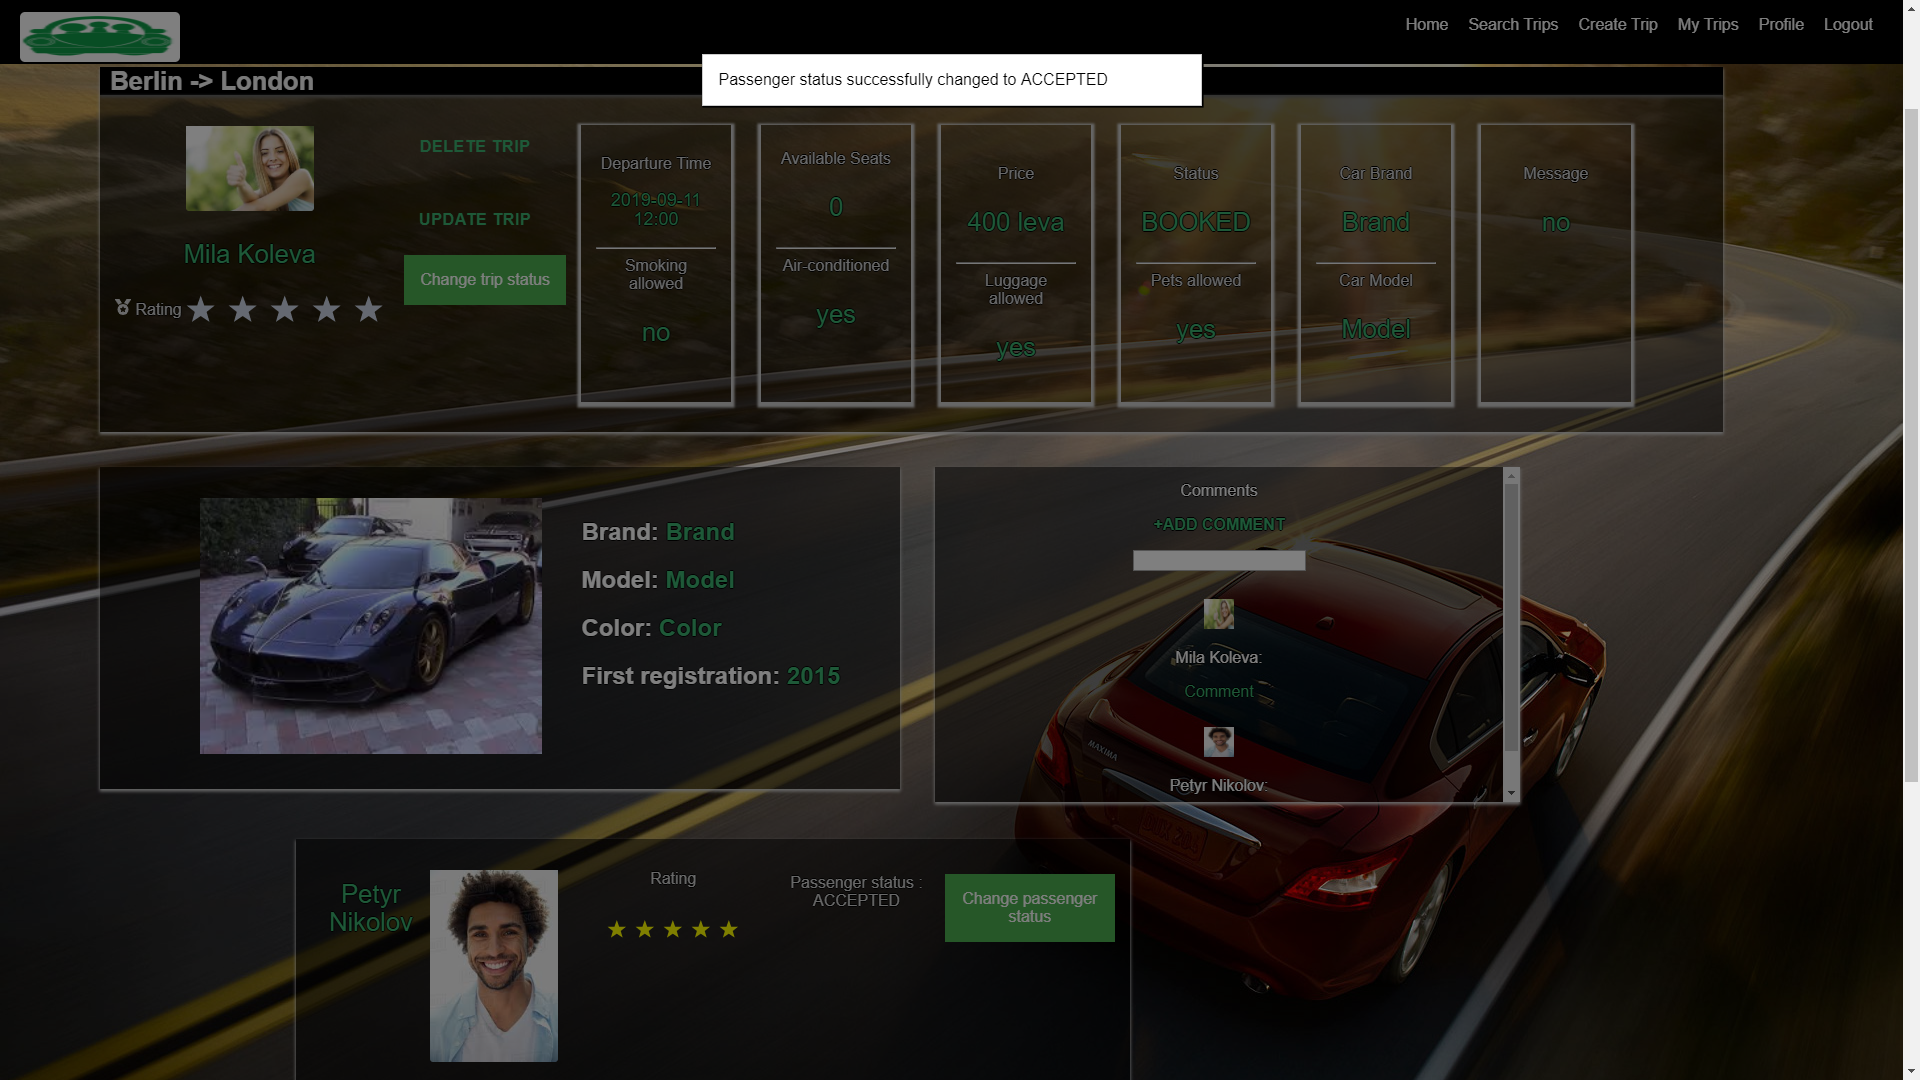 Home Search Trips Create Trip My Trips Profile Logout
Passenger status successfully changed to ACCEPTED
Berlin -> London
Mila Koleva
Rating
DELETE TRIP
UPDATE TRIP
Change trip status
Departure Time
2019-09-11
12:00
Smoking
allowed
no
Available Seats
0
Air-conditioned
yes
Price
400 leva
Luggage
allowed
yes
Status
BOOKED
Pets allowed
yes
Car Brand
Brand
Car Model
Model
Message
no
Brand: Brand
Model: Model
Color: Color
First registration: 2015
Comments
+ADD COMMENT
Mila Koleva:
Comment
Petyr Nikolov:
MAXIMA
Petyr
Nikolov
Rating
Passenger status :
ACCEPTED
Change passenger
status